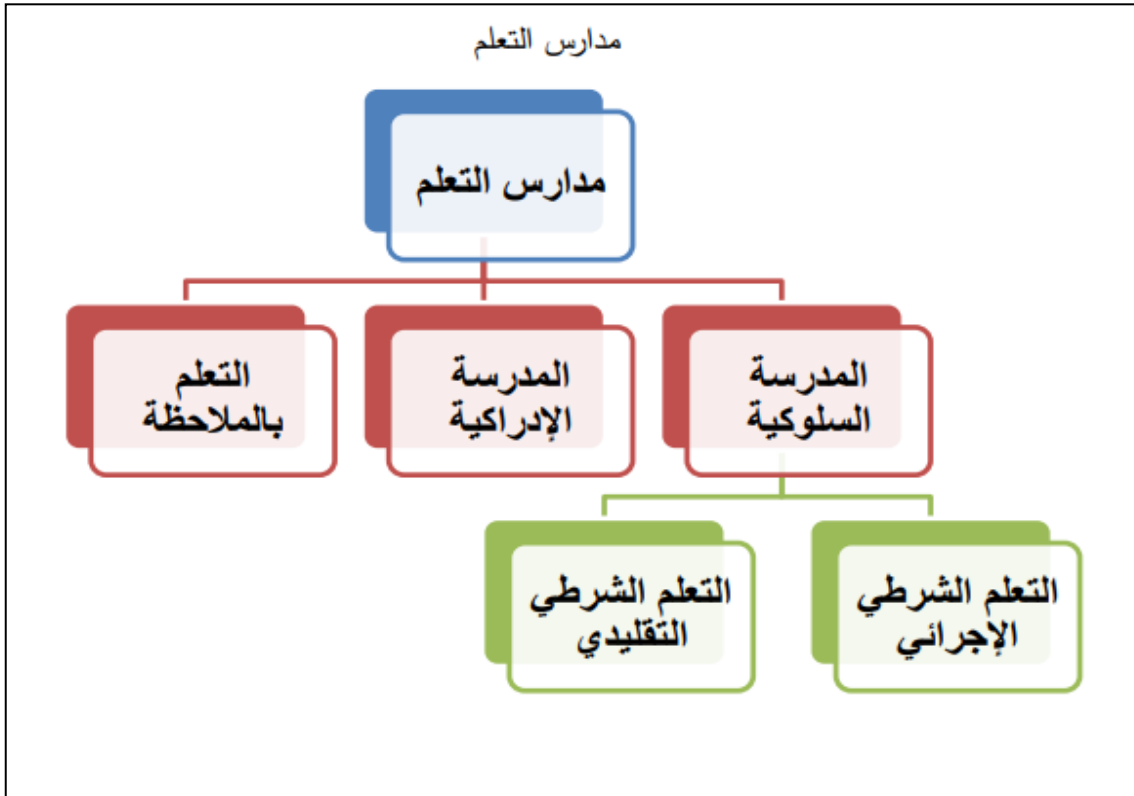 مدارس التعلم
مدارس التعلم
المدرسة
السلوكية
المدرسة
الإدراكية
التعلم
بالملاحظة
التعلم الشرطي
الإجرائي
التعلم الشرطي
التقليدي